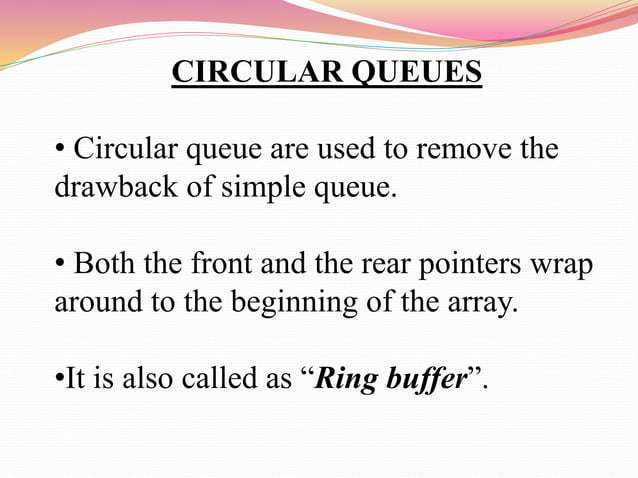 CIRCULAR QUEUES
• Circular queue are used to remove the
drawback of simple queue.
• Both the front and the rear pointers wrap
around to the beginning of the array.
•It is also called as “Ring buffer”.